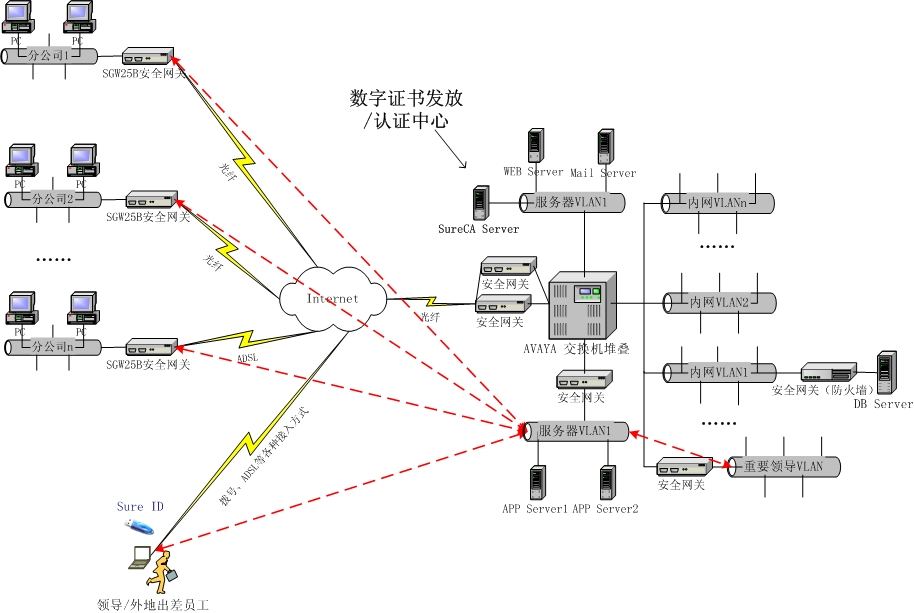 PC
PC
分公司1
SGW25B安全网关
光纤
PC
PC
分公司2
SGW25B安全网关
光纤
......
PC
PC
分公司n
SGW25B安全网关
ADSL
Internet
光纤
拨号、ADSL等各种接入方式
Sure ID
领导/外地出差员工
数字证书发放
/认证中心
WEB Server
Mail Server
服务器VLAN1
SureCA Server
安全网关
安全网关
AVAYA 交换机堆叠
安全网关
服务器VLAN1
APP Server1
APP Server2
内网VLANn
......
内网VLAN2
内网VLAN1
安全网关（防火墙）
DB Server
......
安全网关
重要领导VLAN